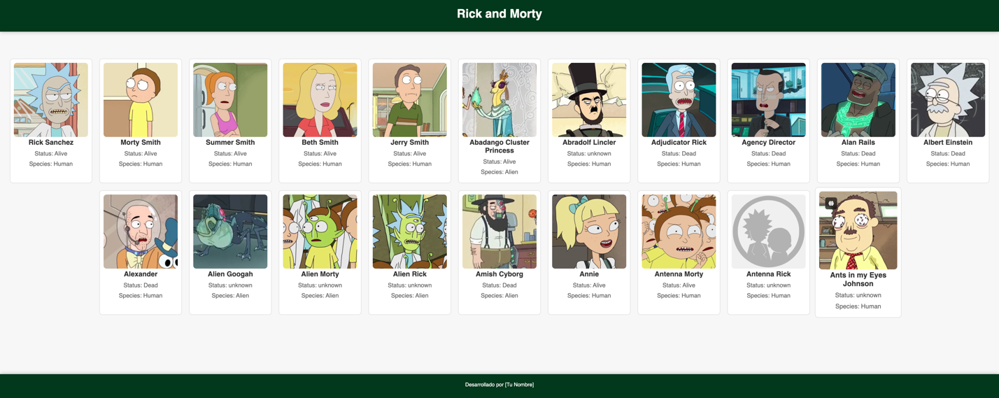 Rick and Morty
Rick Sanchez
Status: Alive
Species: Human
Morty Smith
Status: Alive
Species: Human
Summer Smith
Status: Alive
Species: Human
Beth Smith
Status: Alive
Species: Human
Jerry Smith
Status: Alive
Species: Human
Abadango Cluster
Princess
Status: Alive
Species: Alien
Abradolf Lincler
Status: unknown
Species: Human
Adjudicator Rick
Status: Dead
Species: Human
Agency Director
Status: Dead
Species: Human
Alan Rails
Status: Dead
Species: Human
Albert Einstein
Status: Dead
Species: Human
Alexander
Status: Dead
Species: Human
Alien Googah
Status: unknown
Species: Alien
Alien Morty
Status: unknown
Species: Alien
Alien Rick
Status: unknown
Species: Alien
Amish Cyborg
Status: Dead
Species: Alien
Annie
Status: Alive
Species: Human
Antenna Morty
Status: Alive
Species: Human
Antenna Rick
Status: unknown
Species: Human
Ants in my Eyes
Johnson
Status: unknown
Species: Human
Desarrollado por [Tu Nombre]